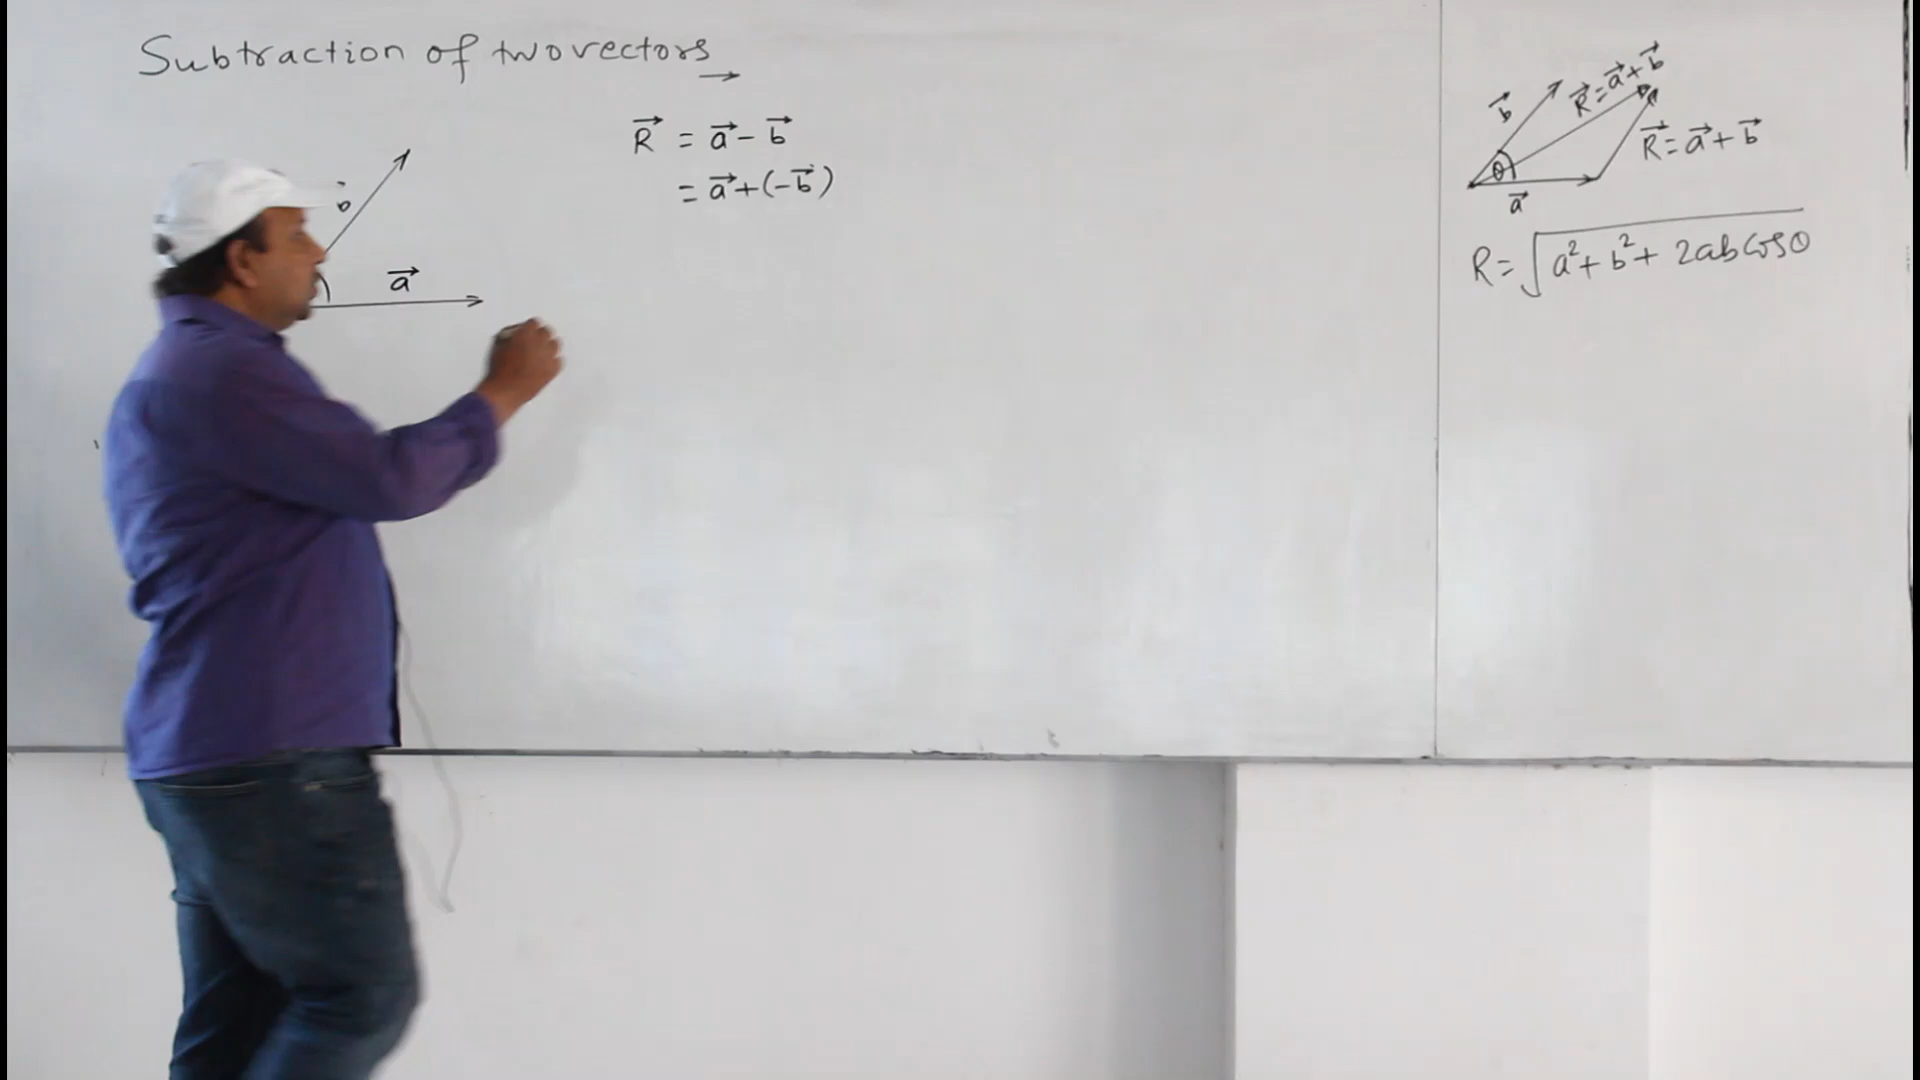 Subtraction of two vectors →
b⃗
a⃗
R⃗ = a⃗ - b⃗
= a⃗ + (-b⃗)
b⃗
R⃗ = a⃗ + b⃗
R⃗ = a⃗ + b⃗
θ
a⃗
R = √(a² + b² + 2ab Cosθ)